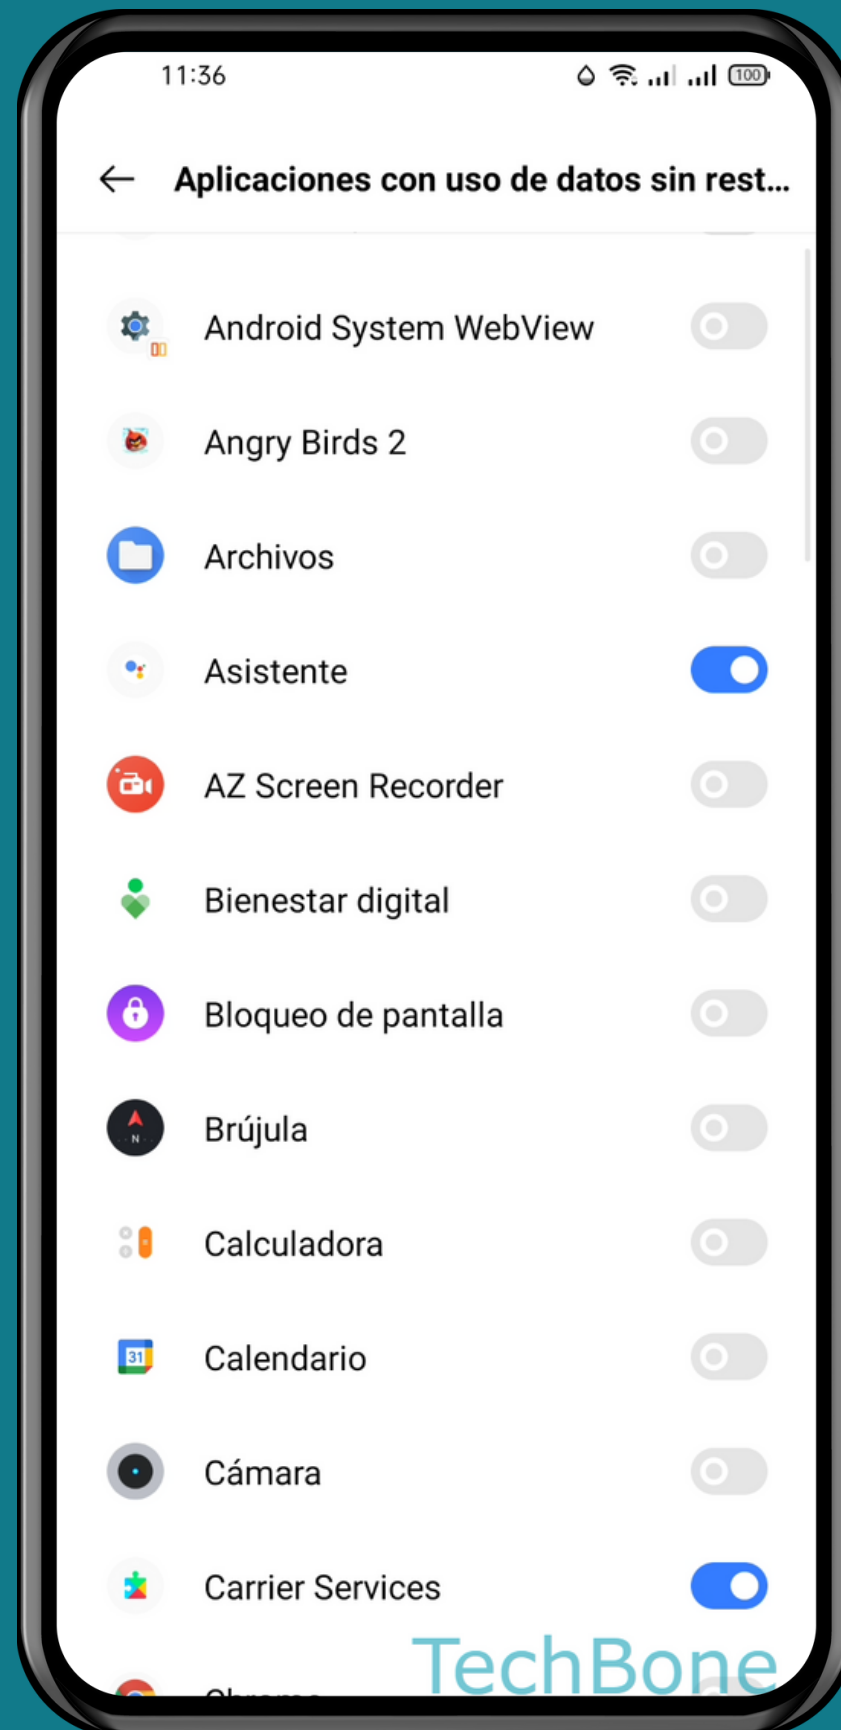 11:36
100
Aplicaciones con uso de datos sin rest...
Android System WebView
Angry Birds 2
Archivos
Asistente
AZ Screen Recorder
Bienestar digital
Bloqueo de pantalla
N
Brújula
Calculadora
31
Calendario
Cámara
Carrier Services
TechBone